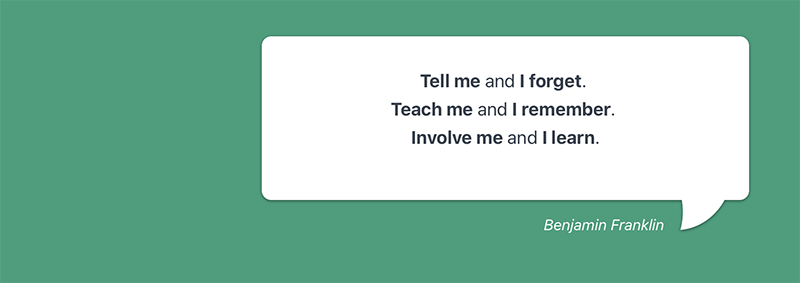 Tell me and I forget.
Teach me and I remember.
Involve me and I learn.
Benjamin Franklin